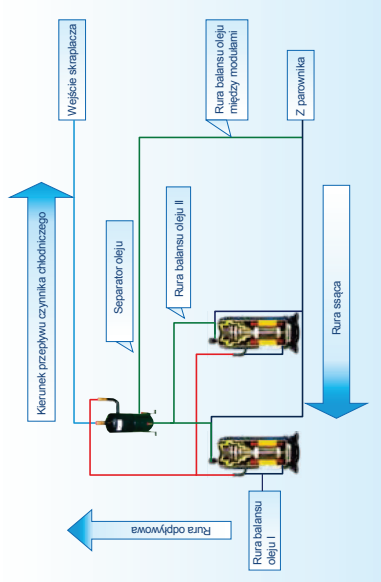 Kierunek przepływu czynnika chłodniczego
Wejście skraplacza
Separator oleju
Rura balansu oleju II
Rura balansu oleju
między modułami
Z parownika
Rura ssąca
Rura odpływowa
Rura balansu
oleju I